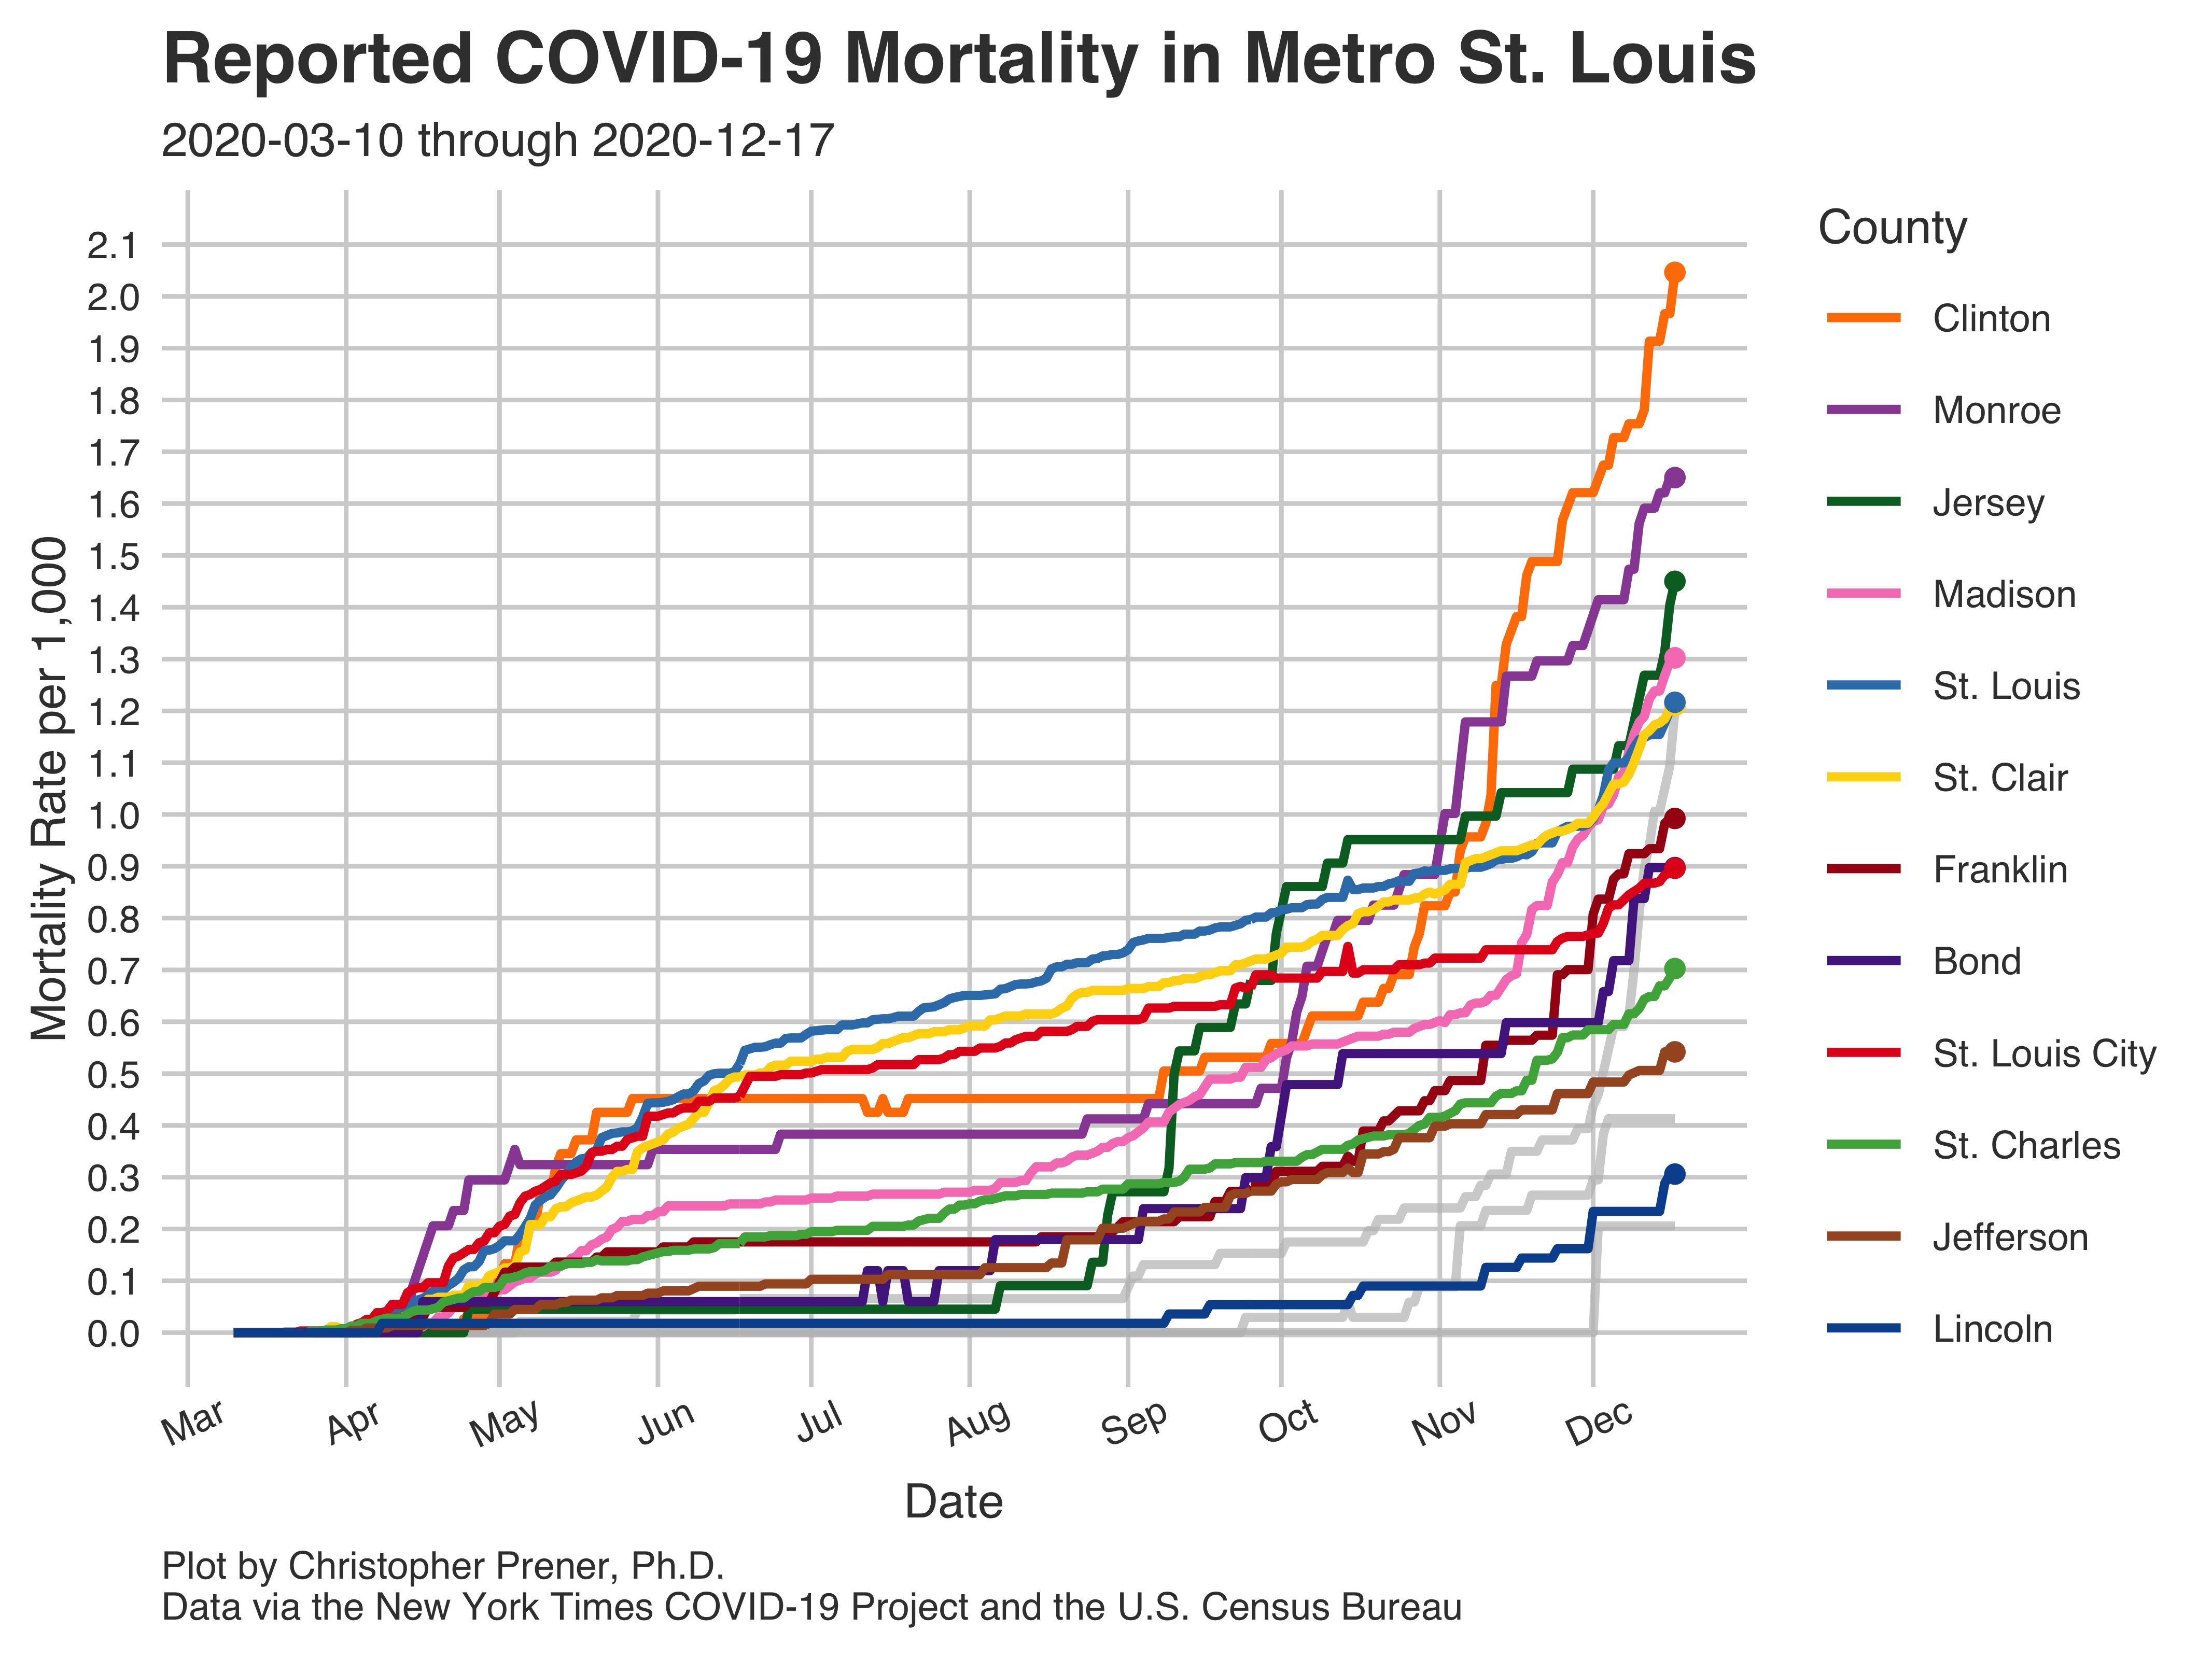 Reported COVID-19 Mortality in Metro St. Louis
2020-03-10 through 2020-12-17
Mortality Rate per 1,000
2.1
2.0
1.9
1.8
1.7
1.6
1.5
1.4
1.3
1.2
1.1
1.0
0.9
0.8
0.7
0.6
0.5
0.4
0.3
0.2
0.1
0.0
Mar Apr May Jun Jul Aug Sep Oct Nov Dec
Date
County
Clinton
Monroe
Jersey
Madison
St. Louis
St. Clair
Franklin
Bond
St. Louis City
St. Charles
Jefferson
Lincoln
Plot by Christopher Prener, Ph.D.
Data via the New York Times COVID-19 Project and the U.S. Census Bureau